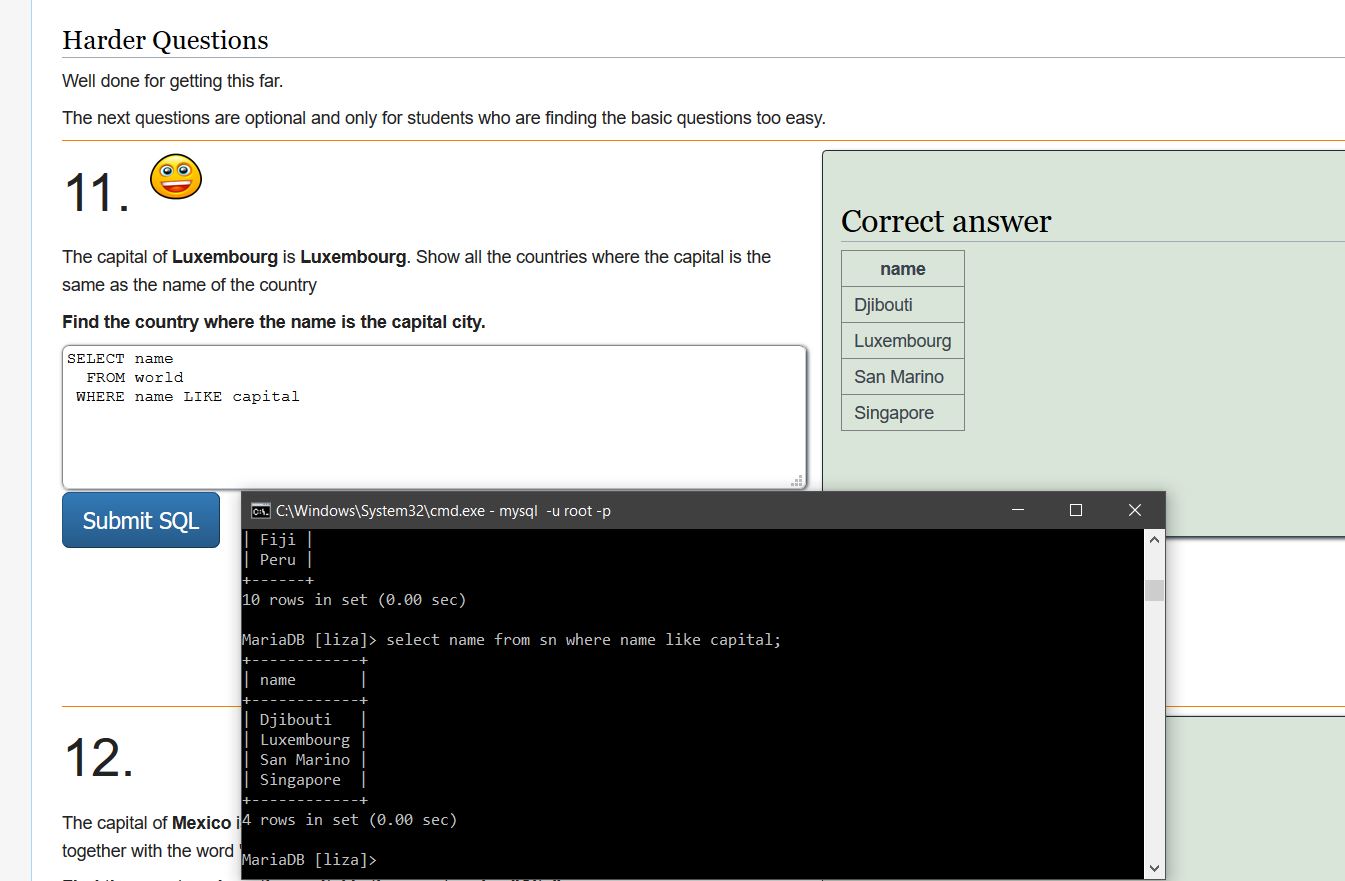 Harder Questions
Well done for getting this far.
The next questions are optional and only for students who are finding the basic questions too easy.
11.
The capital of Luxembourg is Luxembourg. Show all the countries where the capital is the
same as the name of the country
Find the country where the name is the capital city.
SELECT name
FROM world
WHERE name LIKE capital
Submit SQL
Correct answer
name
Djibouti
Luxembourg
San Marino
Singapore
C:\Windows\System32\cmd.exe - mysql  -u root -p
| Fiji |
| Peru |
+------+
10 rows in set (0.00 sec)
MariaDB [liza]> select name from sn where name like capital;
+------------+
| name       |
+------------+
| Djibouti   |
| Luxembourg |
| San Marino |
| Singapore  |
+------------+
4 rows in set (0.00 sec)
MariaDB [liza]>
12.
The capital of Mexico i
together with the word '